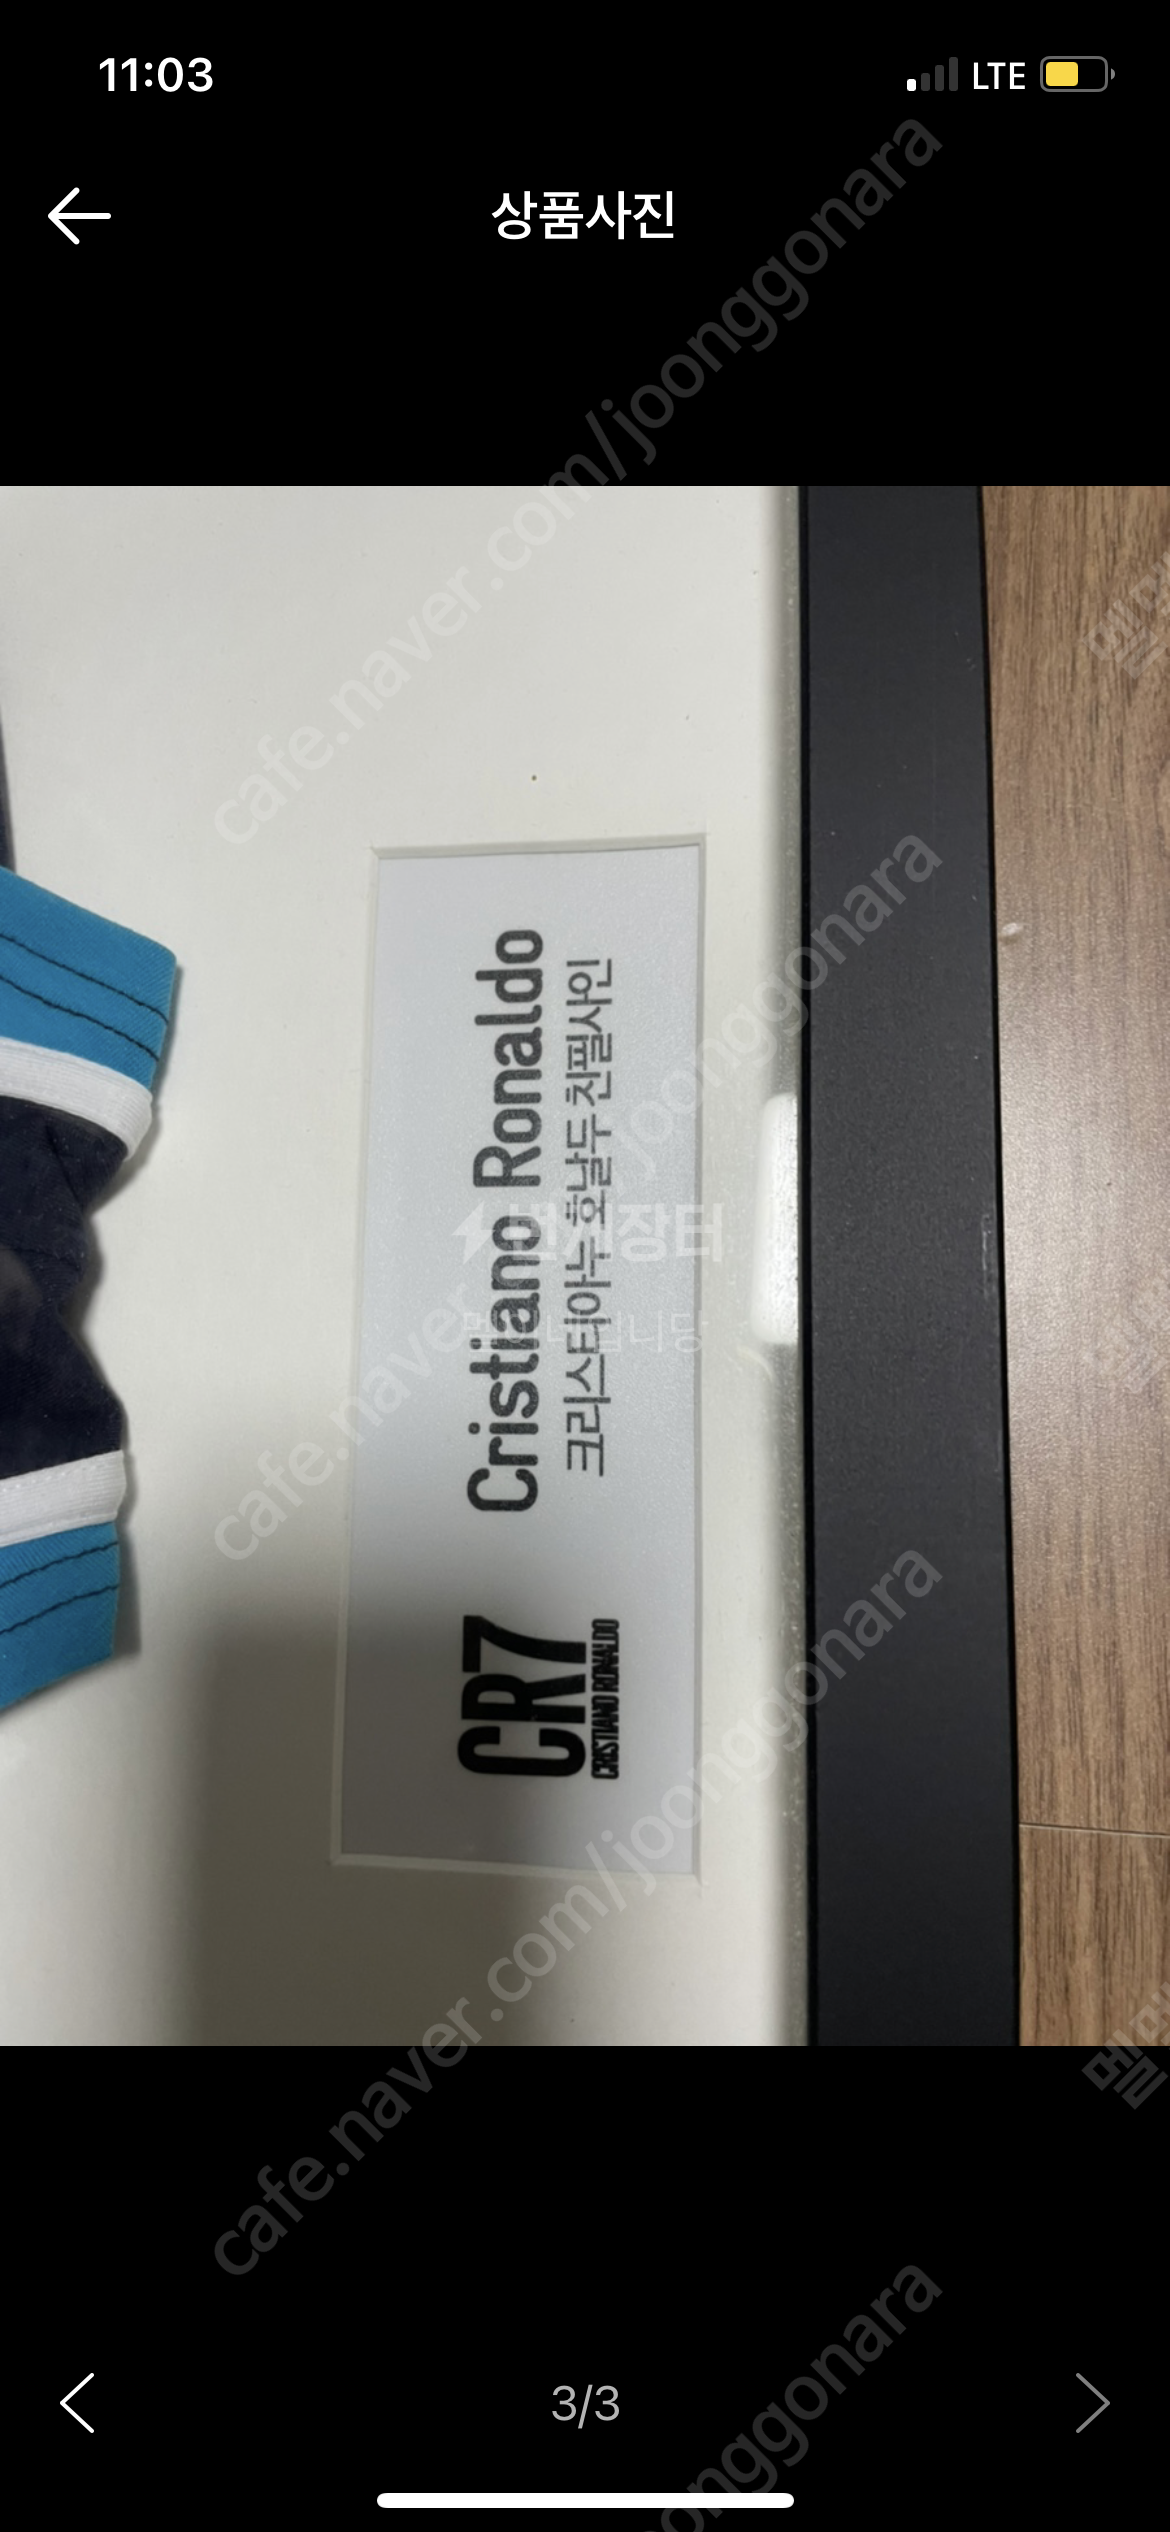 11:03
LTE
상품사진
cafe.naver.com/joonggonara
Cristiano Ronaldo
크리스티아누 호날두 친필사인
CR7
CRISTIANO RONALDO
번개장터
cafe.naver.com/joonggonara
cafe.naver.com/joonggonara
3/3